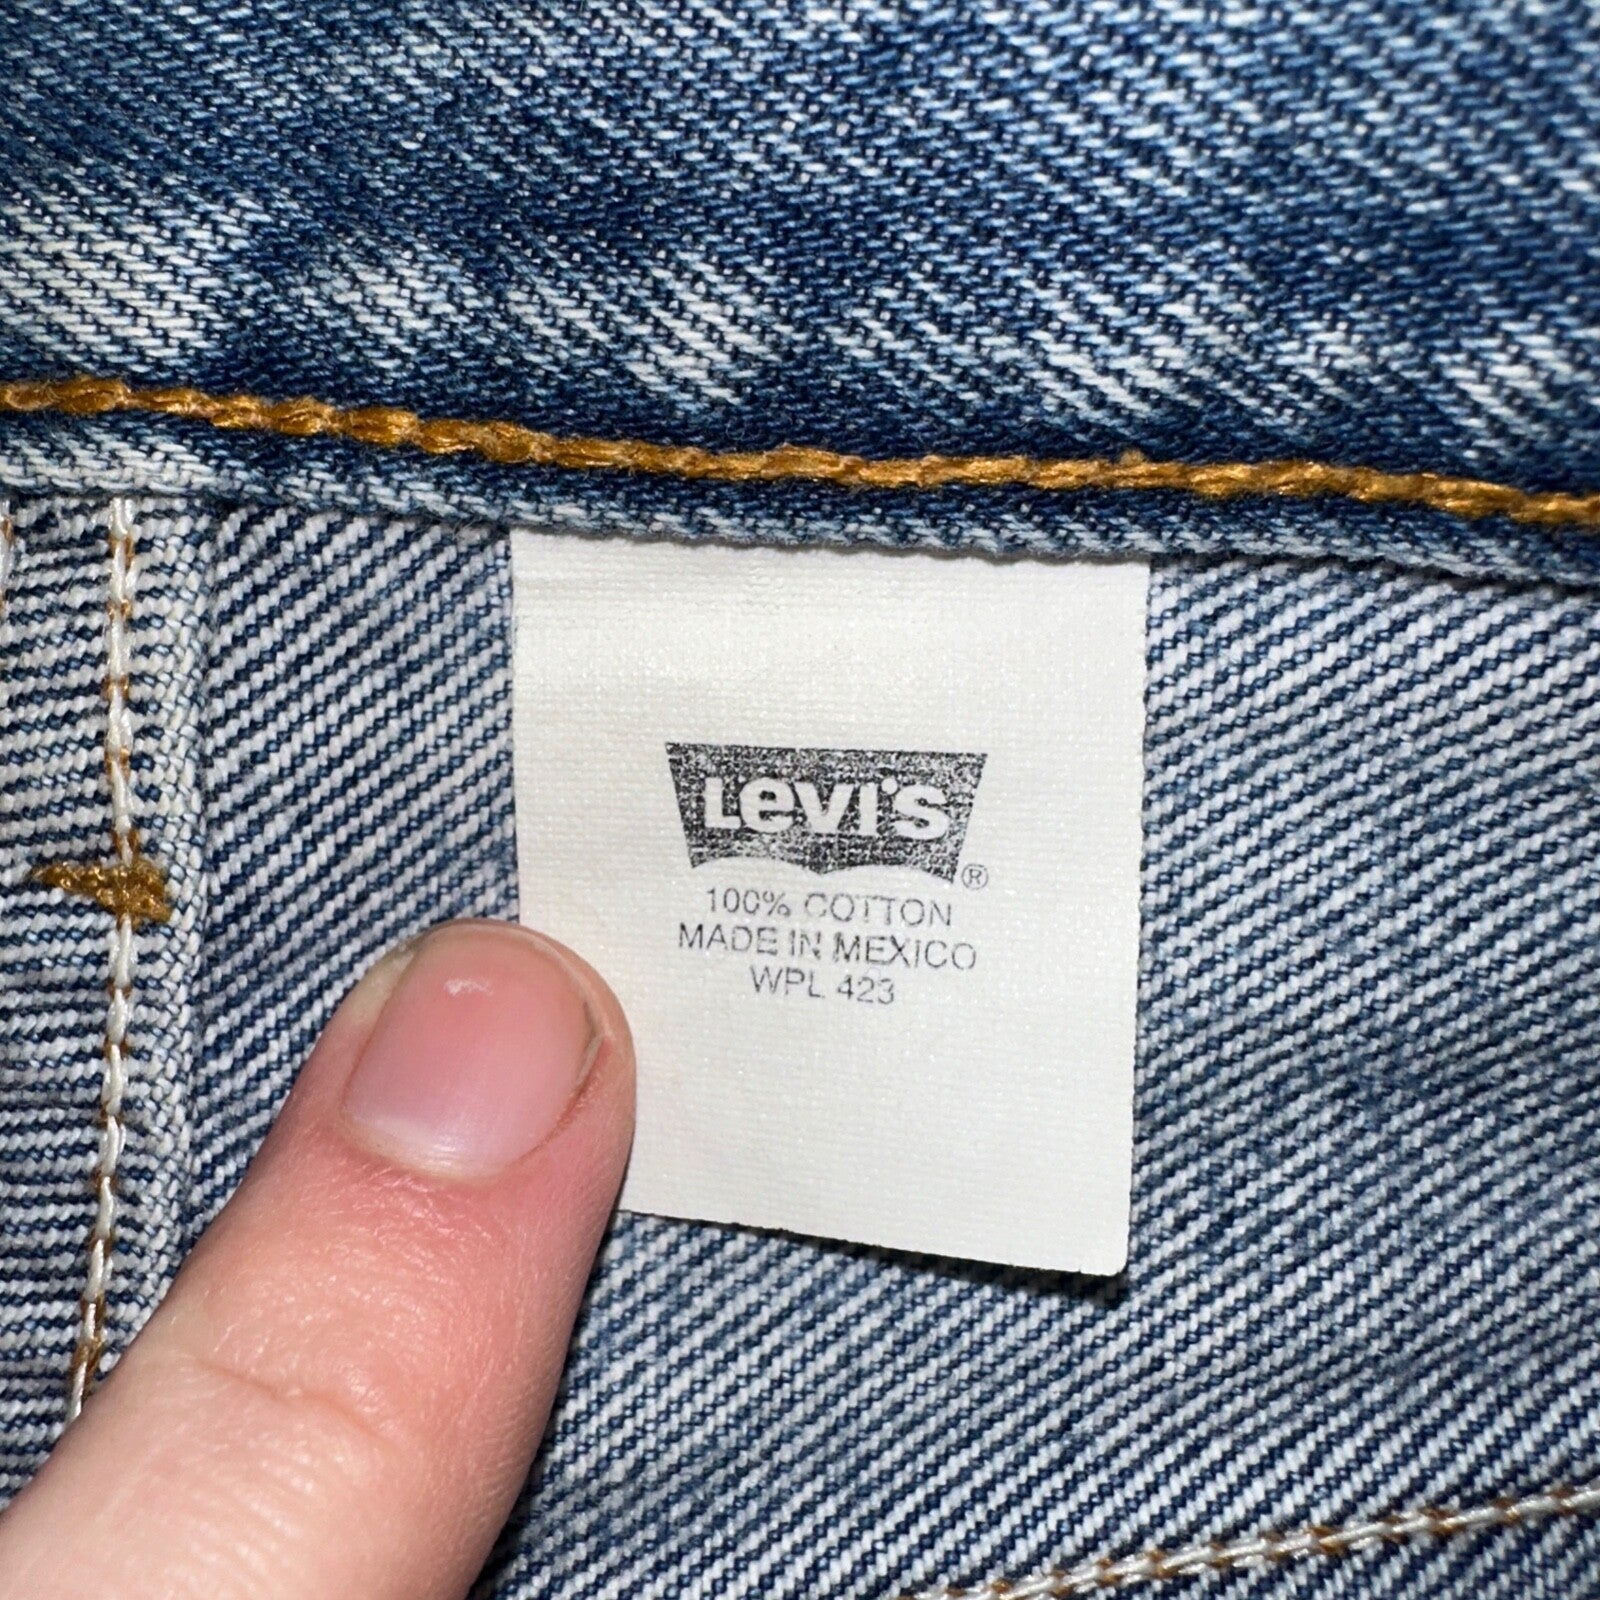 Levi's®
100% COTTON
MADE IN MEXICO
WPL 423